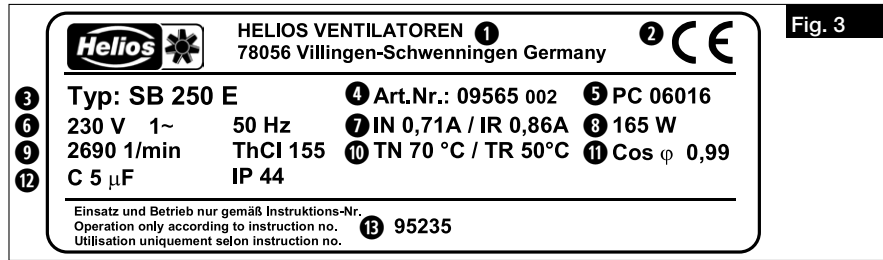 Fig. 3
Helios
HELIOS VENTILATOREN 1
78056 Villingen-Schwenningen Germany
2 CE
3 Typ: SB 250 E 4 Art.Nr.: 09565 002 5 PC 06016
6 230 V 1~ 50 Hz 7 IN 0,71A / IR 0,86A 8 165 W
9 2690 1/min ThCl 155 10 TN 70 °C / TR 50°C 11 Cos φ 0,99
12 C 5 µF IP 44
Einsatz und Betrieb nur gemäß Instruktions-Nr.
Operation only according to instruction no. 13 95235
Utilisation uniquement selon instruction no.